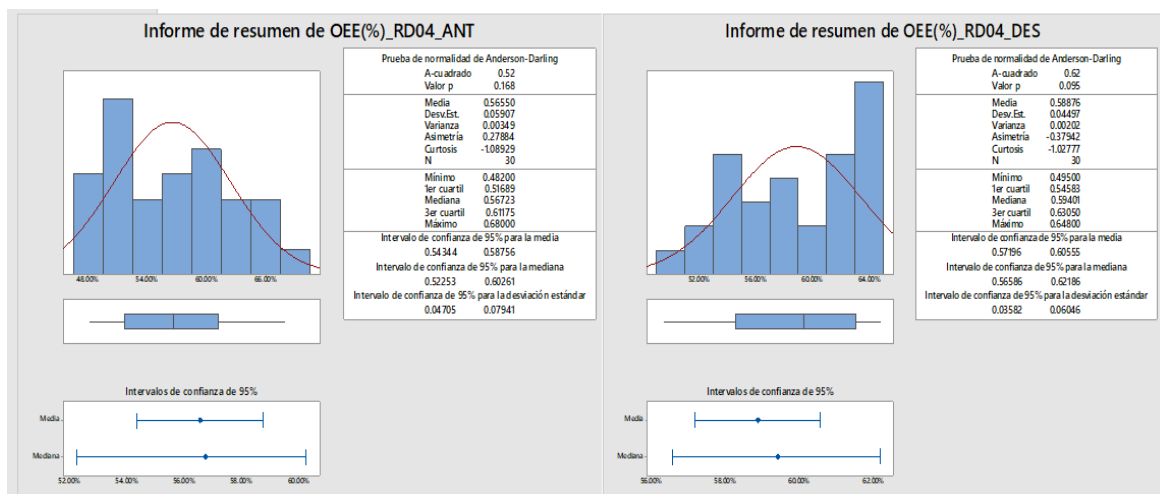 Informe de resumen de OEE(%)_RD04_ANT
Prueba de normalidad de Anderson-Darling
A-cuadrado 0.52
Valor p 0.168
Media 0.56550
Desv.Est. 0.05907
Varianza 0.00349
Asimetría 0.27884
Curtosis -1.08929
N 30
Mínimo 0.48200
1er cuartil 0.51689
Mediana 0.56723
3er cuartil 0.61175
Máximo 0.68000
Intervalo de confianza de 95% para la media
0.54344 0.58756
Intervalo de confianza de 95% para la mediana
0.52253 0.60261
Intervalo de confianza de 95% para la desviación estándar
0.04705 0.07941
48.00% 54.00% 60.00% 66.00%
Intervalos de confianza de 95%
Media
Mediana
52.00% 54.00% 56.00% 58.00% 60.00%
Informe de resumen de OEE(%)_RD04_DES
Prueba de normalidad de Anderson-Darling
A-cuadrado 0.62
Valor p 0.095
Media 0.58876
Desv.Est. 0.04497
Varianza 0.00202
Asimetría -0.37942
Curtosis -1.02777
N 30
Mínimo 0.49500
1er cuartil 0.54583
Mediana 0.59401
3er cuartil 0.63050
Máximo 0.64800
Intervalo de confianza de 95% para la media
0.57196 0.60555
Intervalo de confianza de 95% para la mediana
0.56586 0.62186
Intervalo de confianza de 95% para la desviación estándar
0.03582 0.06046
52.00% 56.00% 60.00% 64.00%
Intervalos de confianza de 95%
Media
Mediana
56.00% 58.00% 60.00% 62.00%